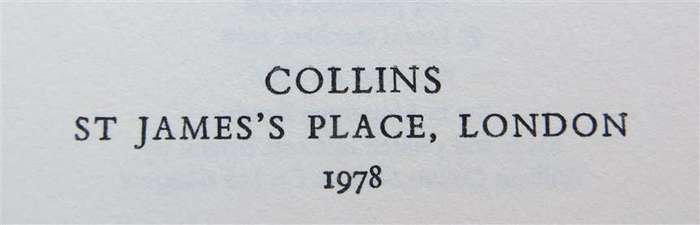 COLLINS
ST JAMES'S PLACE, LONDON
1978